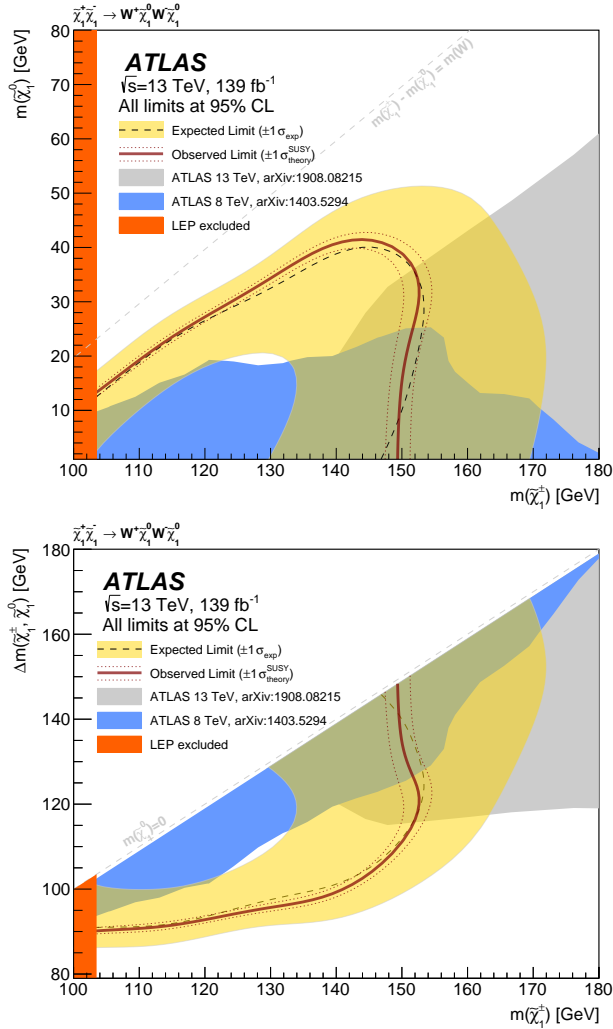 χ̃₁⁺χ̃₁⁻ → W⁺χ̃₁⁰W⁻χ̃₁⁰
m(χ̃₁⁰) [GeV]
80
70
60
50
40
30
20
10
ATLAS
√s=13 TeV, 139 fb⁻¹
All limits at 95% CL
Expected Limit (±1 σ_exp)
Observed Limit (±1 σ_theory^SUSY)
ATLAS 13 TeV, arXiv:1908.08215
ATLAS 8 TeV, arXiv:1403.5294
LEP excluded
m(χ̃₁^±) - m(χ̃₁⁰) = m(W)
100 110 120 130 140 150 160 170 180
m(χ̃₁^±) [GeV]
χ̃₁⁺χ̃₁⁻ → W⁺χ̃₁⁰W⁻χ̃₁⁰
Δm(χ̃₁^±, χ̃₁⁰) [GeV]
180
160
140
120
100
80
ATLAS
√s=13 TeV, 139 fb⁻¹
All limits at 95% CL
Expected Limit (±1 σ_exp)
Observed Limit (±1 σ_theory^SUSY)
ATLAS 13 TeV, arXiv:1908.08215
ATLAS 8 TeV, arXiv:1403.5294
LEP excluded
m(χ̃₁⁰)=0
100 110 120 130 140 150 160 170 180
m(χ̃₁^±) [GeV]